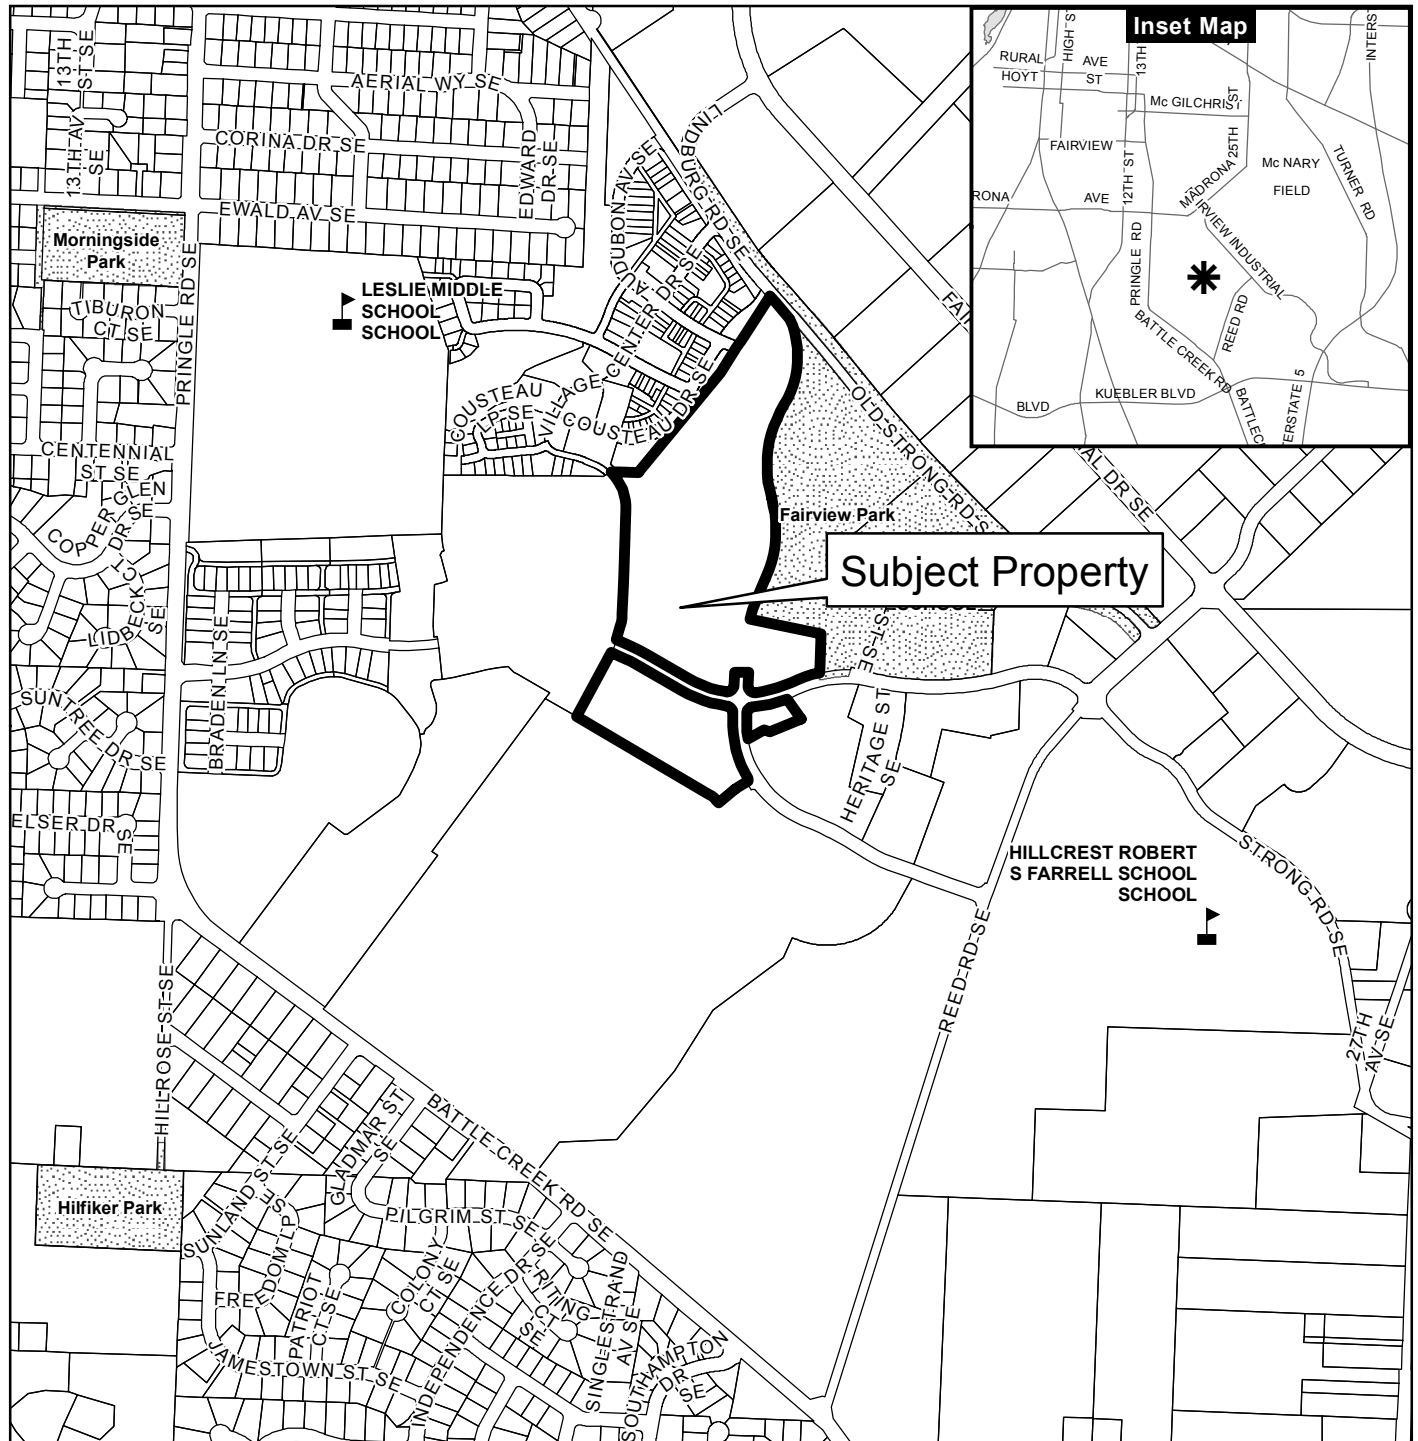 Inset Map
RURAL AVE
HOYT ST
HIGH S
13TH
INTERS
Mc GILCHRIST
ST
FAIRVIEW
12TH ST
25TH
MADRONA
Mc NARY
FIELD
TURNER RD
RONA
AVE
RVIEW INDUSTRIAL
PRINGLE RD
REED RD
BATTLE CREEK RD
KUEBLER BLVD
BLVD
BATTLEC
ERSTATE 5
13TH
ST SE
13TH AV
SE
AERIAL WY SE
CORINA DR SE
EDWARD
DR SE
EWALD AV SE
LINDBURG RD SE
AUDUBON AV SE
Morningside
Park
PRINGLE RD SE
TIBURON
CT SE
LESLIE MIDDLE
SCHOOL
SCHOOL
VILLAGE CENTER DR SE
COUSTEAU
LP SE
COUSTEAU DR SE
OLD STRONG RD S
FAI
AL DR SE
CENTENNIAL
ST SE
COPPER GLEN
DR SE
LIDBECK CT
SE
Fairview Park
Subject Property
SCHOOL
ST SE
BRADEN LN SE
SUNTREE DR SE
ELSER DR
SE
HERITAGE ST
SE
HILLCREST ROBERT
S FARRELL SCHOOL
SCHOOL
STRONG RD SE
REED RD SE
27TH
AV SE
HILLROSE ST SE
BATTLE CREEK RD SE
GLADMAR ST
SE
Hilfiker Park
SUNLAND ST SE
FREEDOM LP
SE
PILGRIM ST SE
PATRIOT
CT SE
COLONY
CT SE
INDEPENDENCE DR SE
RITING
CT
SE
SINGLESTRAND
AV SE
JAMESTOWN ST SE
SOUTHAMPTON
DR
SE